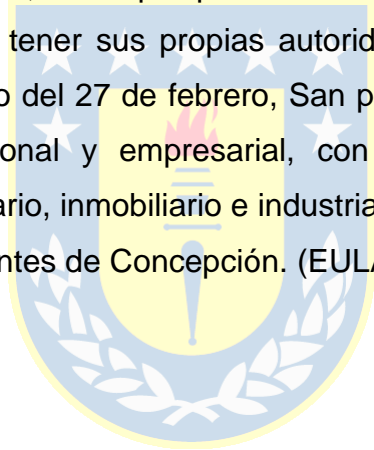 tener sus propias autorid
o del 27 de febrero, San p
onal y empresarial, con
ario, inmobiliario e industria
ntes de Concepción. (EULA